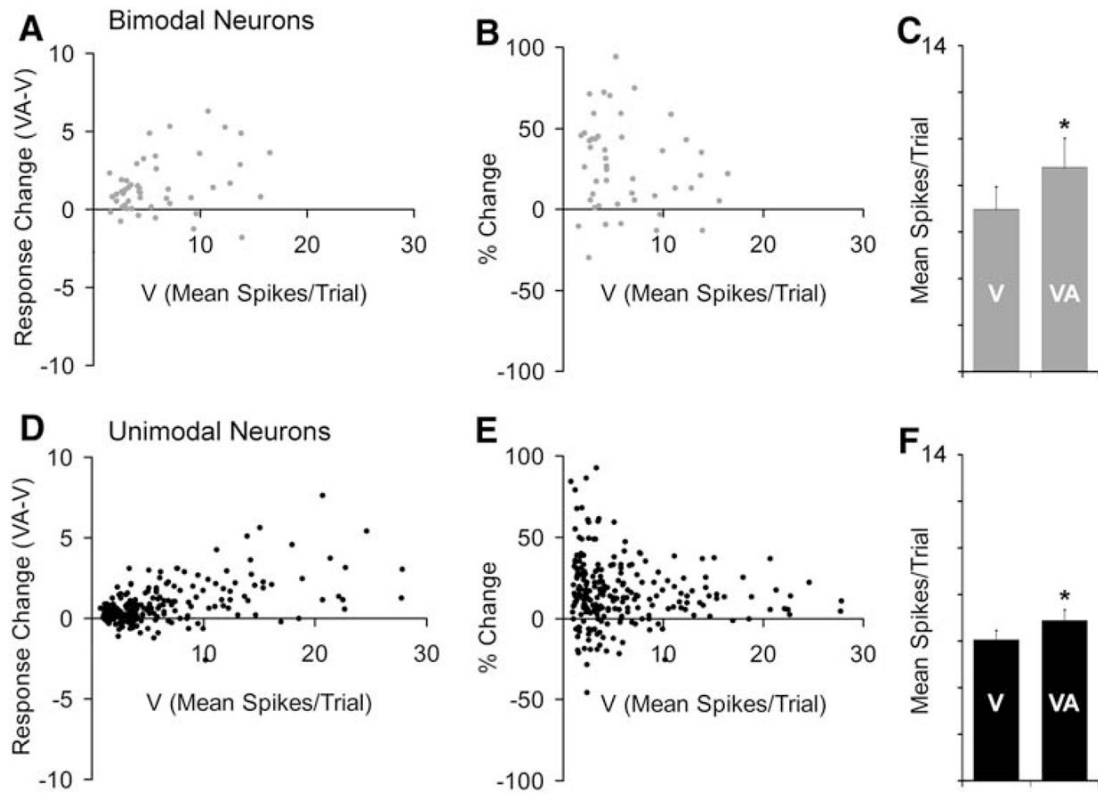 A Bimodal Neurons
Response Change (VA-V)
10
5
0
-5
-10
10 20 30
V (Mean Spikes/Trial)
B
% Change
100
50
0
-50
-100
10 20 30
V (Mean Spikes/Trial)
C
14
Mean Spikes/Trial
*
V VA
D Unimodal Neurons
Response Change (VA-V)
10
5
0
-5
-10
10 20 30
V (Mean Spikes/Trial)
E
% Change
100
50
0
-50
-100
10 20 30
V (Mean Spikes/Trial)
F
14
Mean Spikes/Trial
*
V VA